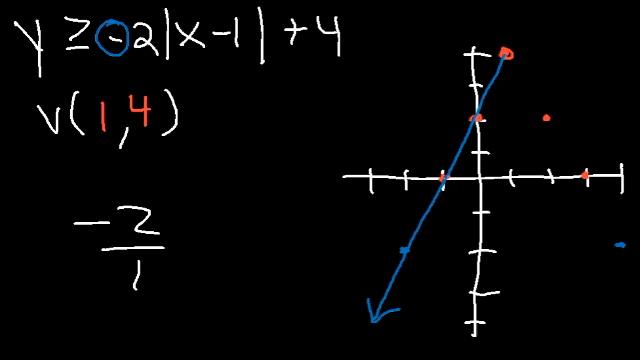 y ≥ -2|x-1| + 4
v(1,4)
-2
1